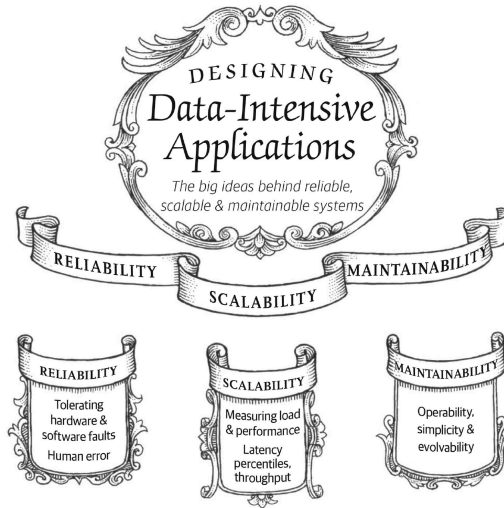 DESIGNING
Data-Intensive
Applications
The big ideas behind reliable,
scalable & maintainable systems
RELIABILITY
SCALABILITY
MAINTAINABILITY
RELIABILITY
Tolerating
hardware &
software faults
Human error
SCALABILITY
Measuring load
& performance
Latency
percentiles,
throughput
MAINTAINABILITY
Operability,
simplicity &
evolvability